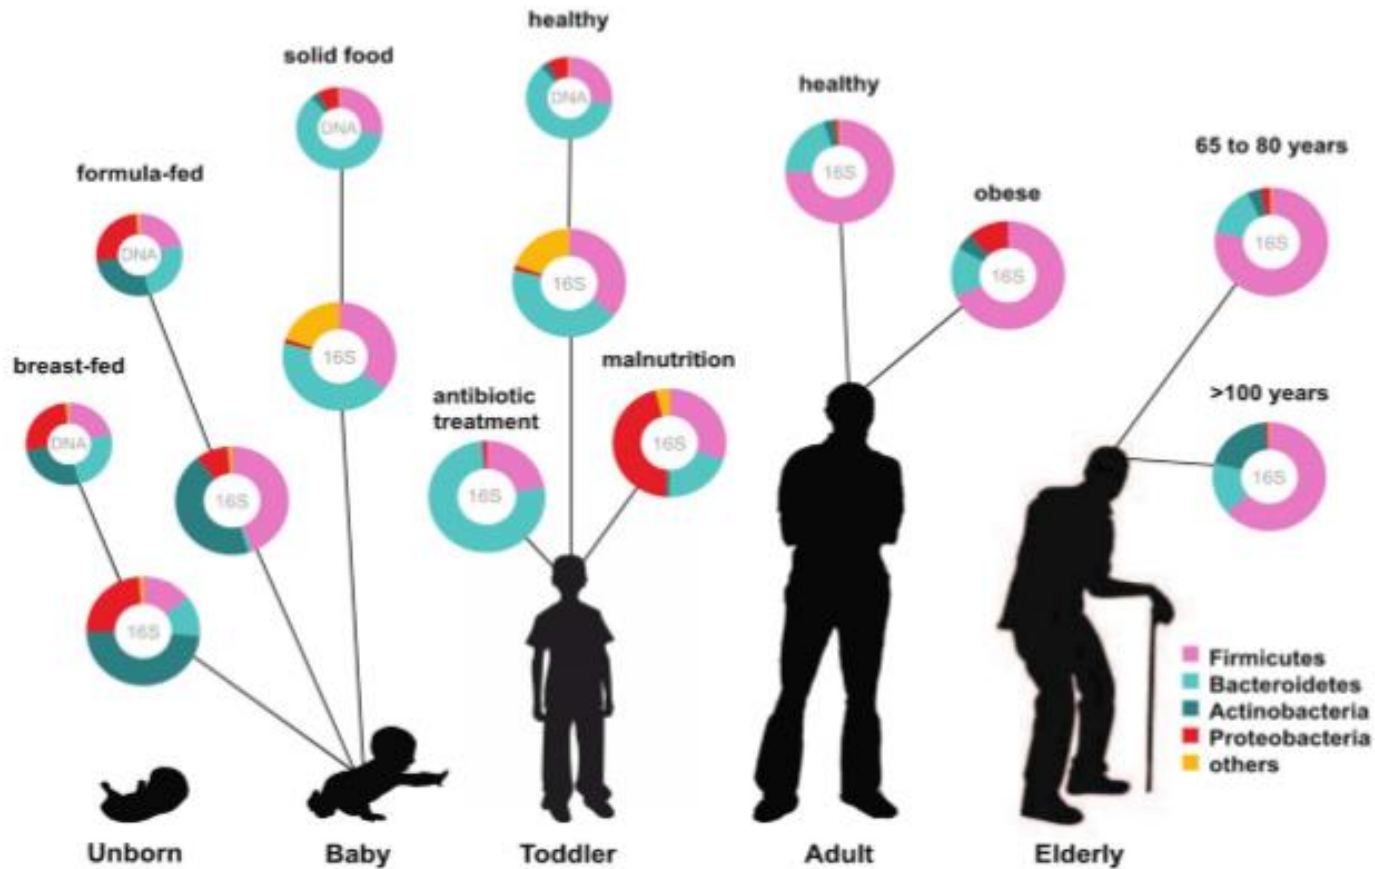 healthy
solid food
DNA
DNA
healthy
16S
65 to 80 years
formula-fed
DNA
obese
16S
16S
16S
16S
breast-fed
malnutrition
antibiotic
treatment
>100 years
DNA
16S
16S
16S
16S
16S
Firmicutes
Bacteroidetes
Actinobacteria
Proteobacteria
others
Unborn
Baby
Toddler
Adult
Elderly